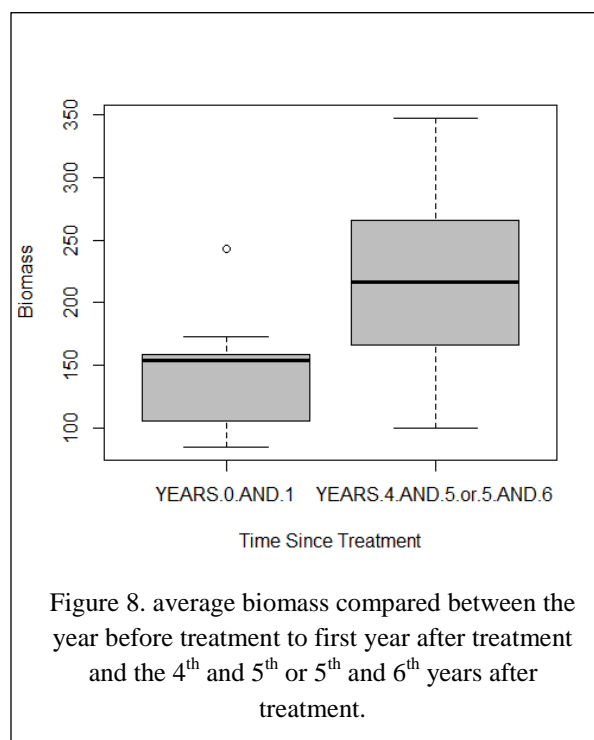 350
300
250
200
150
100
Biomass
YEARS.0.AND.1 YEARS.4.AND.5.or.5.AND.6
Time Since Treatment
Figure 8. average biomass compared between the
year before treatment to first year after treatment
and the 4th and 5th or 5th and 6th years after
treatment.